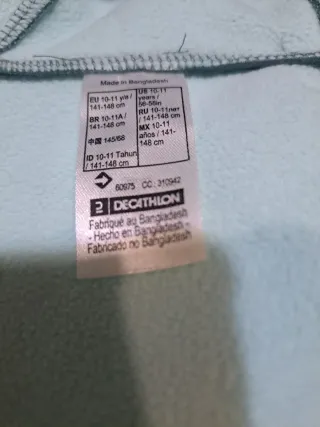 Made in Bangladesh
EU 10-11 y/a /
141-148 cm
BR 10-11A /
141-148 cm
中国 145/68
ID 10-11 Tahun
/ 141-148 cm
US 10-11
years /
56-58in
RU 10-11лет
/ 141-148 cm
MX 10-11
años / 141-
148 cm
60975 CC: 310942
DECATHLON
Fabriqué au Bangladesh
- Hecho en Bangladesh -
Fabricado no Bangladesh